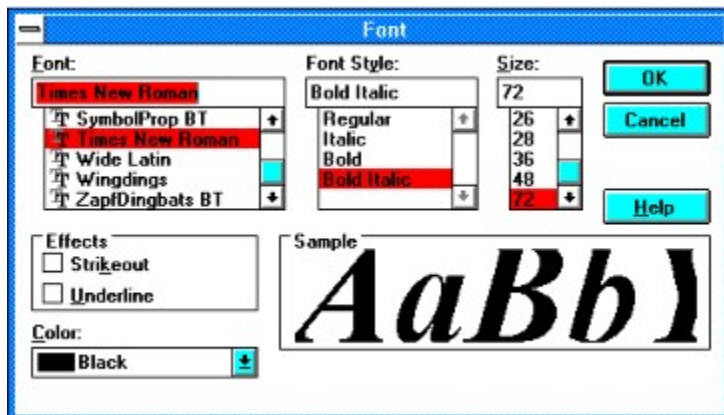 Font
Font:
Times New Roman
SymbolProp BT
Times New Roman
Wide Latin
Wingdings
ZapfDingbats BT
Font Style:
Bold Italic
Regular
Italic
Bold
Bold Italic
Size:
72
26
28
36
48
72
OK
Cancel
Help
Effects
Strikeout
Underline
Color:
Black
Sample
AaBb